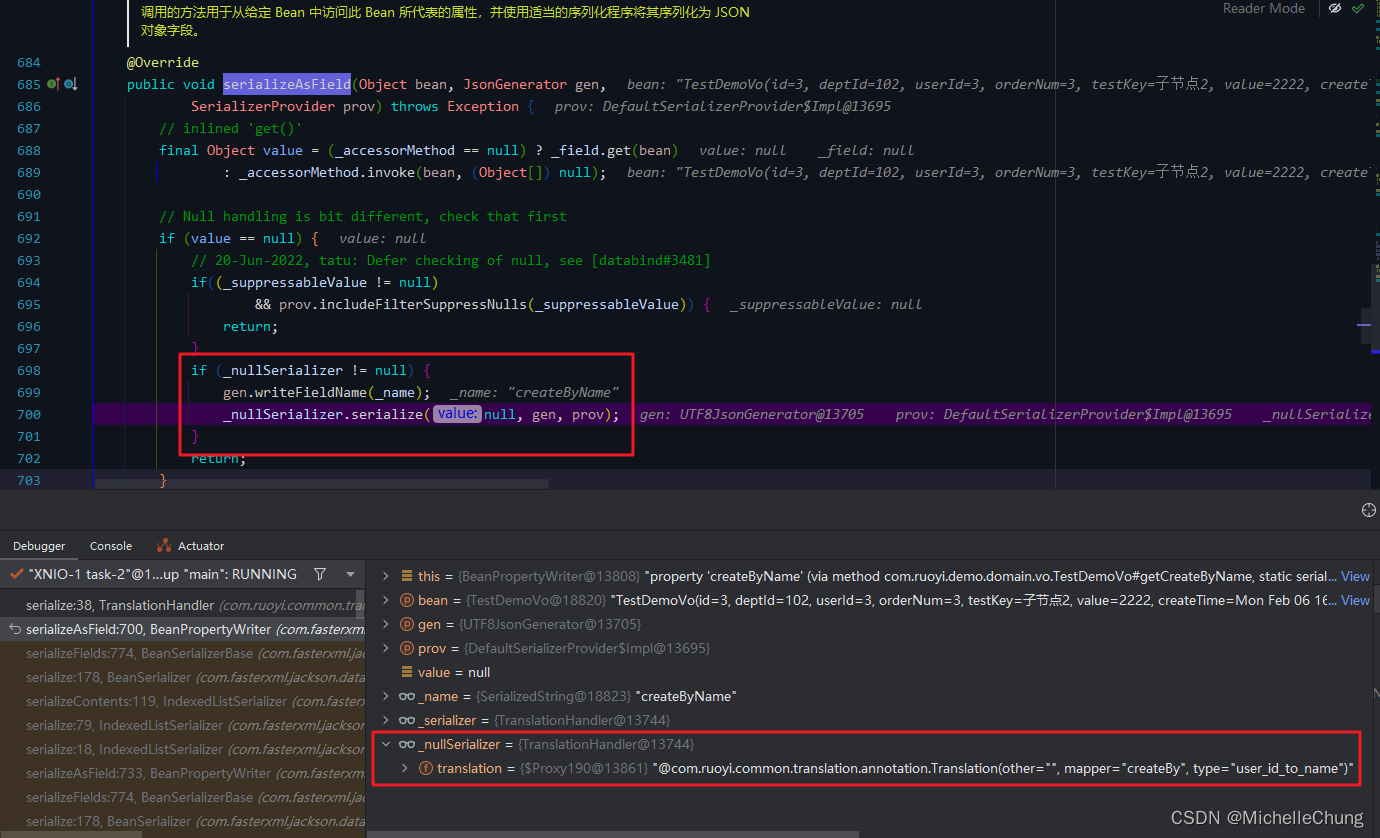 调用的方法用于从给定 Bean 中访问此 Bean 所代表的属性，并使用适当的序列化程序将其序列化为 JSON
对象字段。
Reader Mode
684 @Override
685 public void serializeAsField(Object bean, JsonGenerator gen, bean: "TestDemoVo(id=3, deptId=102, userId=3, orderNum=3, testKey=子节点2, value=2222, create
686 SerializerProvider prov) throws Exception { prov: DefaultSerializerProvider$Impl@13695
687 // inlined 'get()'
688 final Object value = (_accessorMethod == null) ? _field.get(bean) value: null _field: null
689 : _accessorMethod.invoke(bean, (Object[]) null); bean: "TestDemoVo(id=3, deptId=102, userId=3, orderNum=3, testKey=子节点2, value=2222, create
690
691 // Null handling is bit different, check that first
692 if (value == null) { value: null
693 // 20-Jun-2022, tatu: Defer checking of null, see [databind#3481]
694 if((_suppressableValue != null)
695 && prov.includeFilterSuppressNulls(_suppressableValue)) { _suppressableValue: null
696 return;
697 }
698 if (_nullSerializer != null) {
699 gen.writeFieldName(_name); _name: "createByName"
700 _nullSerializer.serialize( value: null, gen, prov); gen: UTF8JsonGenerator@13705 prov: DefaultSerializerProvider$Impl@13695 _nullSerialize
701 }
702 return;
703 }
Debugger Console Actuator
"XNIO-1 task-2"@1...up "main": RUNNING
serialize:38, TranslationHandler (com.ruoyi.common.tra
serializeAsField:700, BeanPropertyWriter (com.fasterxml
serializeFields:774, BeanSerializerBase (com.fasterxml.jac
serialize:178, BeanSerializer (com.fasterxml.jackson.data
serializeContents:119, IndexedListSerializer (com.fasterxm
serialize:79, IndexedListSerializer (com.fasterxml.jackson
serialize:18, IndexedListSerializer (com.fasterxml.jackson
serializeAsField:733, BeanPropertyWriter (com.fasterxml
serializeFields:774, BeanSerializerBase (com.fasterxml.jac
serialize:178, BeanSerializer (com.fasterxml.jackson.data
this = {BeanPropertyWriter@13808} "property 'createByName' (via method com.ruoyi.demo.domain.vo.TestDemoVo#getCreateByName, static serial... View
bean = {TestDemoVo@18820} "TestDemoVo(id=3, deptId=102, userId=3, orderNum=3, testKey=子节点2, value=2222, createTime=Mon Feb 06 16... View
gen = {UTF8JsonGenerator@13705}
prov = {DefaultSerializerProvider$Impl@13695}
value = null
_name = {SerializedString@18823} "createByName"
_serializer = {TranslationHandler@13744}
_nullSerializer = {TranslationHandler@13744}
translation = {$Proxy190@13861} "@com.ruoyi.common.translation.annotation.Translation(other="", mapper="createBy", type="user_id_to_name")"
CSDN @MichelleChung